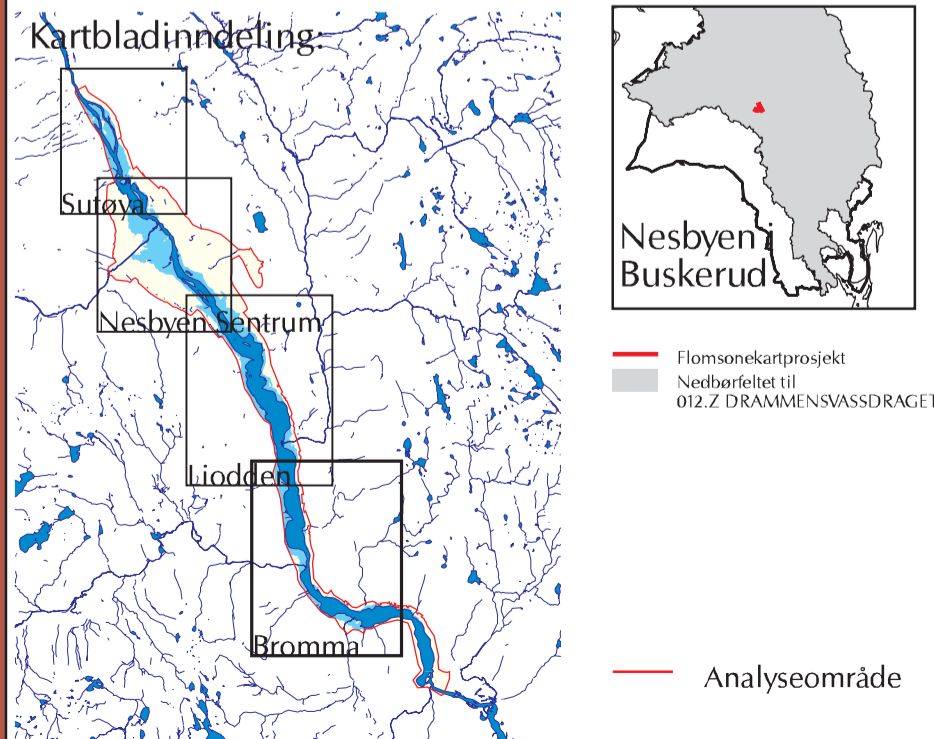 Kartbladinndeling:
Sutøya
Nesbyen Sentrum
Liodden
Bromma
Nesbyen i
Buskerud
Flomsonekartprosjekt
Nedbørfeltet til
012.Z DRAMMENSVASSDRAGET
Analyseområde